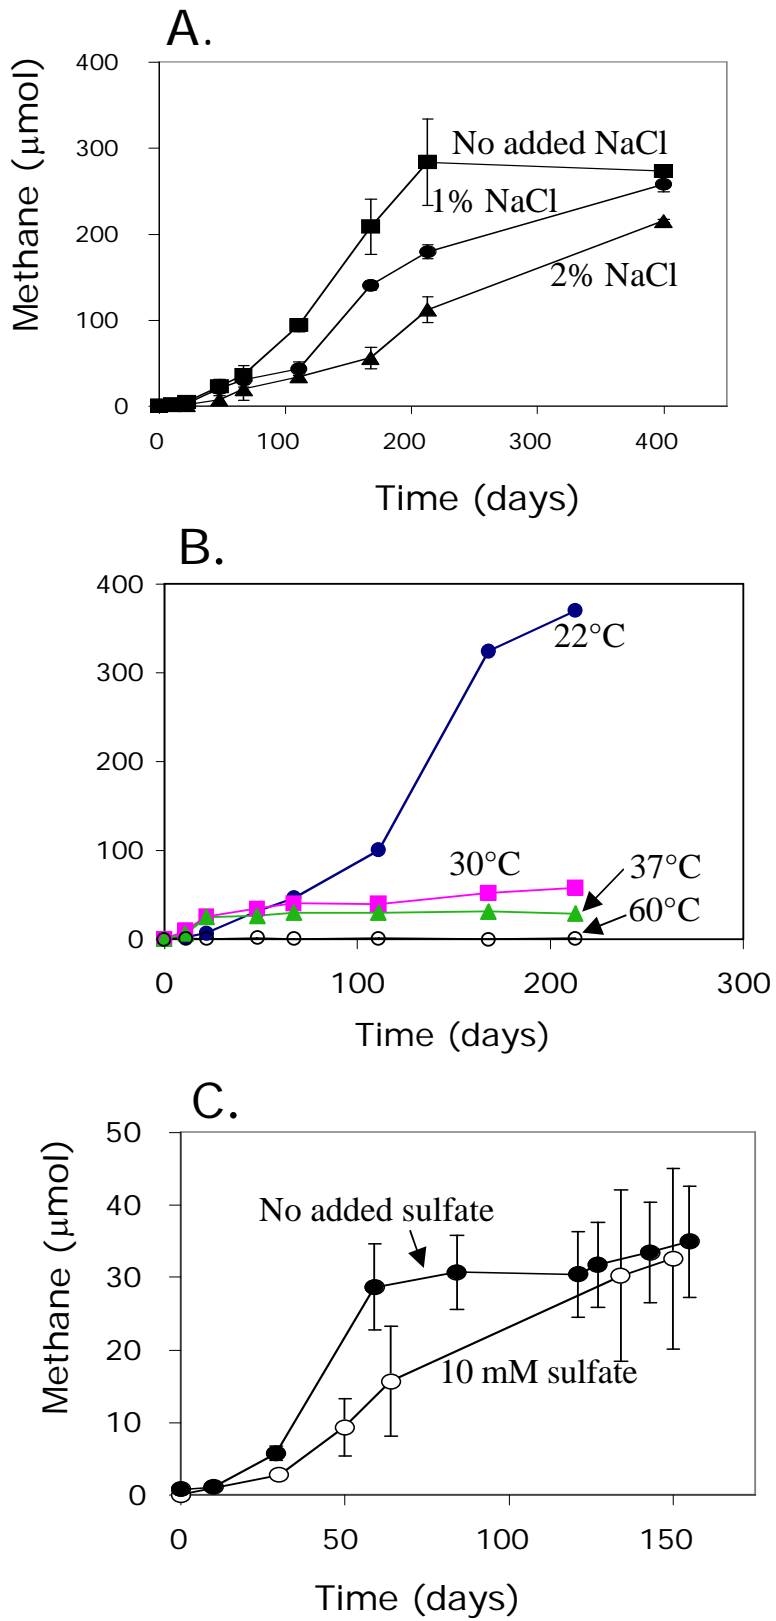 A.
400
300
200
100
0
Methane (μmol)
No added NaCl
1% NaCl
2% NaCl
0 100 200 300 400
Time (days)
B.
400
300
200
100
0
22°C
30°C
37°C
60°C
0 100 200 300
Time (days)
C.
50
40
30
20
10
0
Methane (μmol)
No added sulfate
10 mM sulfate
0 50 100 150
Time (days)